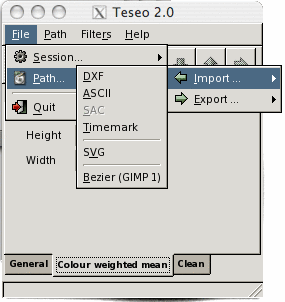 Teseo 2.0
File Path Filters Help
Session...
Path...
Quit
DXF
ASCII
SAC
Timemark
SVG
Bezier (GIMP 1)
Import ...
Export ...
Height
Width
General Colour weighted mean Clean